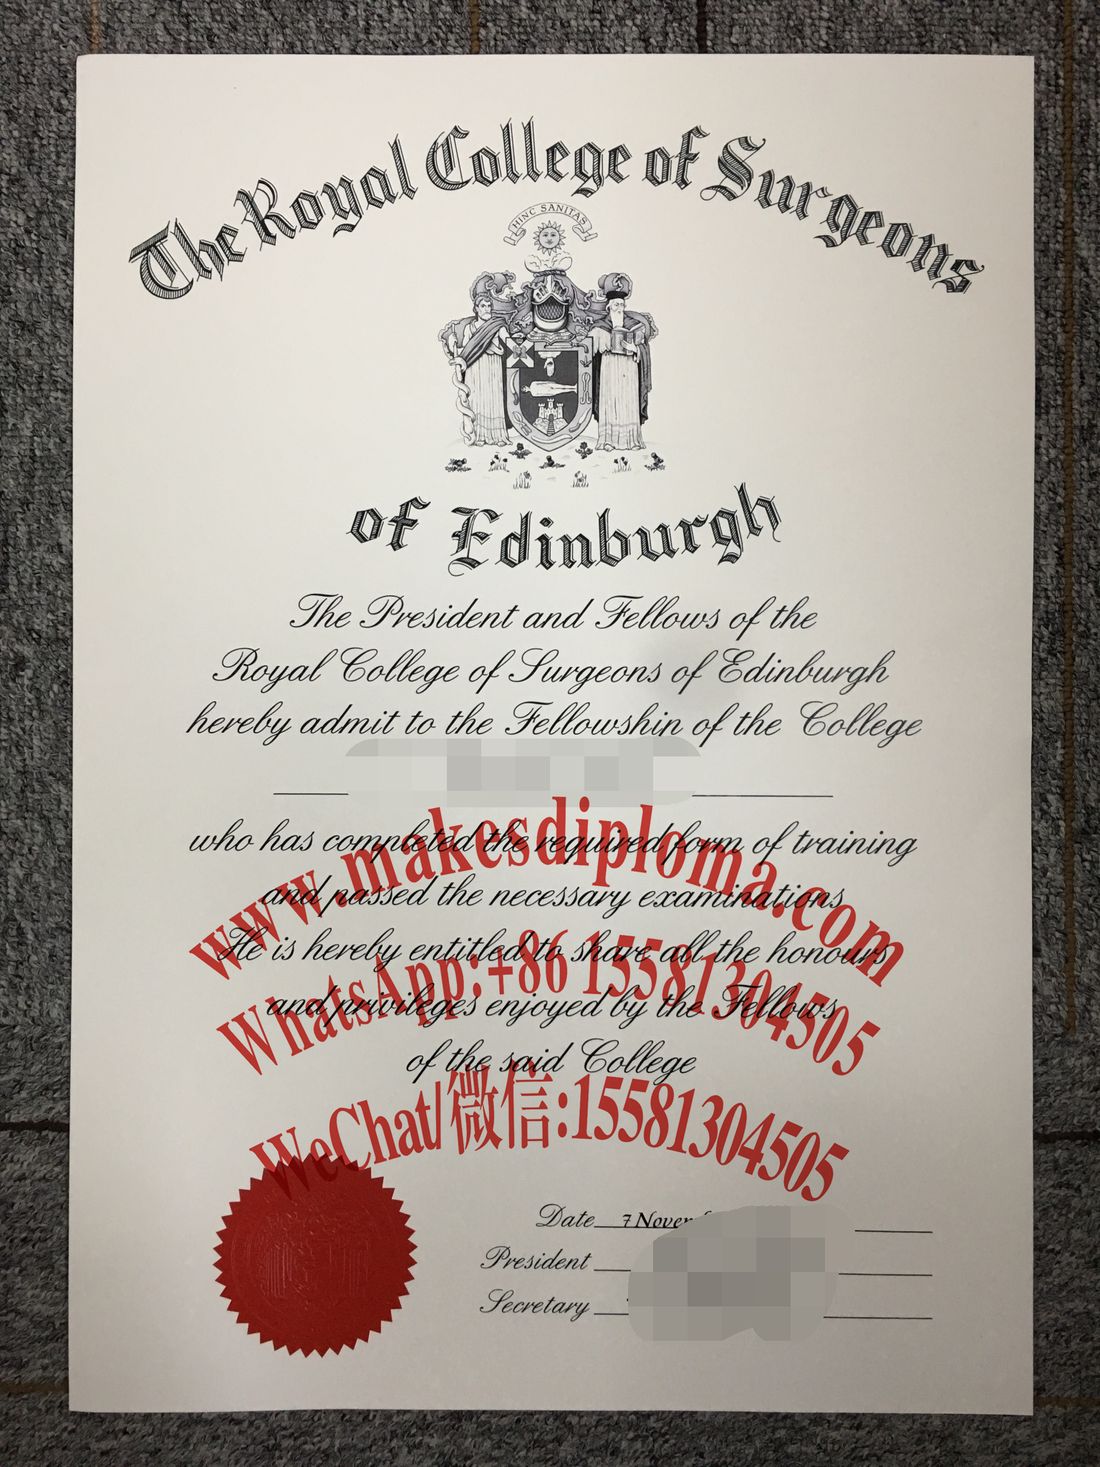 The Royal College of Surgeons
HINC SANITAS
of Edinburgh
The President and Fellows of the
Royal College of Surgeons of Edinburgh
hereby admit to the Fellowshin of the College
who has completed the required form of training
www.makesdiploma.com
and passed the necessary examinations
He is hereby entitled to share all the honours
WhatsApp:+86 15581304505
and privileges enjoyed by the Fellows
of the said College
WeChat/微信:15581304505
Date 7
President
Secretary